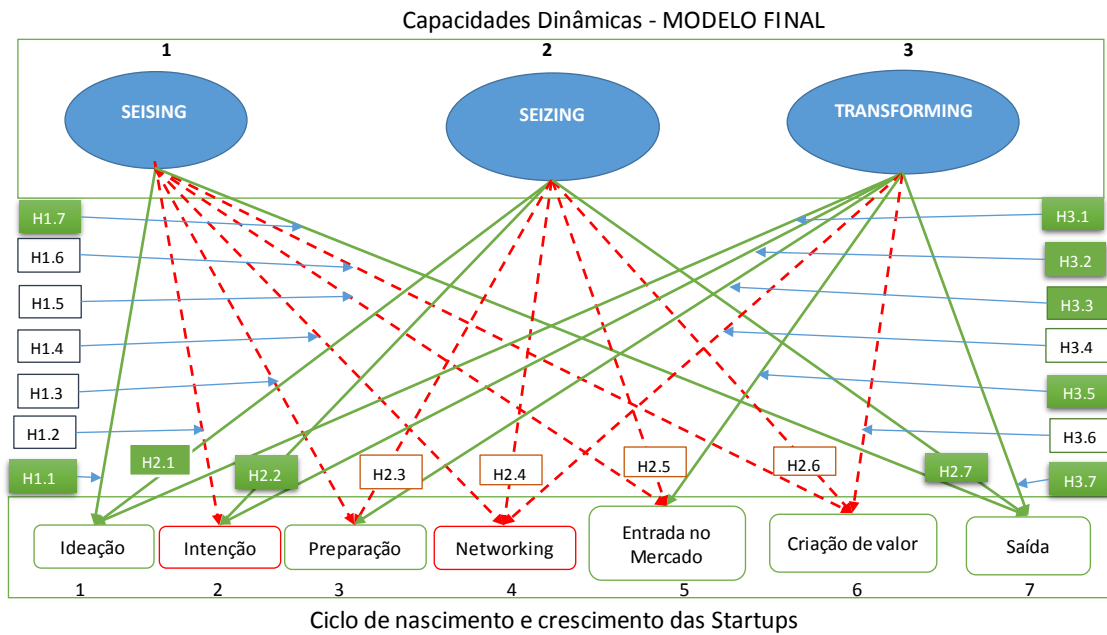 Capacidades Dinâmicas - MODELO FINAL
1
2
3
SEISING
SEIZING
TRANSFORMING
H1.7
H3.1
H1.6
H3.2
H1.5
H3.3
H1.4
H3.4
H1.3
H3.5
H1.2
H3.6
H1.1
H2.1
H2.2
H2.3
H2.4
H2.5
H2.6
H2.7
H3.7
Ideação
Intenção
Preparação
Networking
Entrada no
Mercado
Criação de valor
Saída
1
2
3
4
5
6
7
Ciclo de nascimento e crescimento das Startups